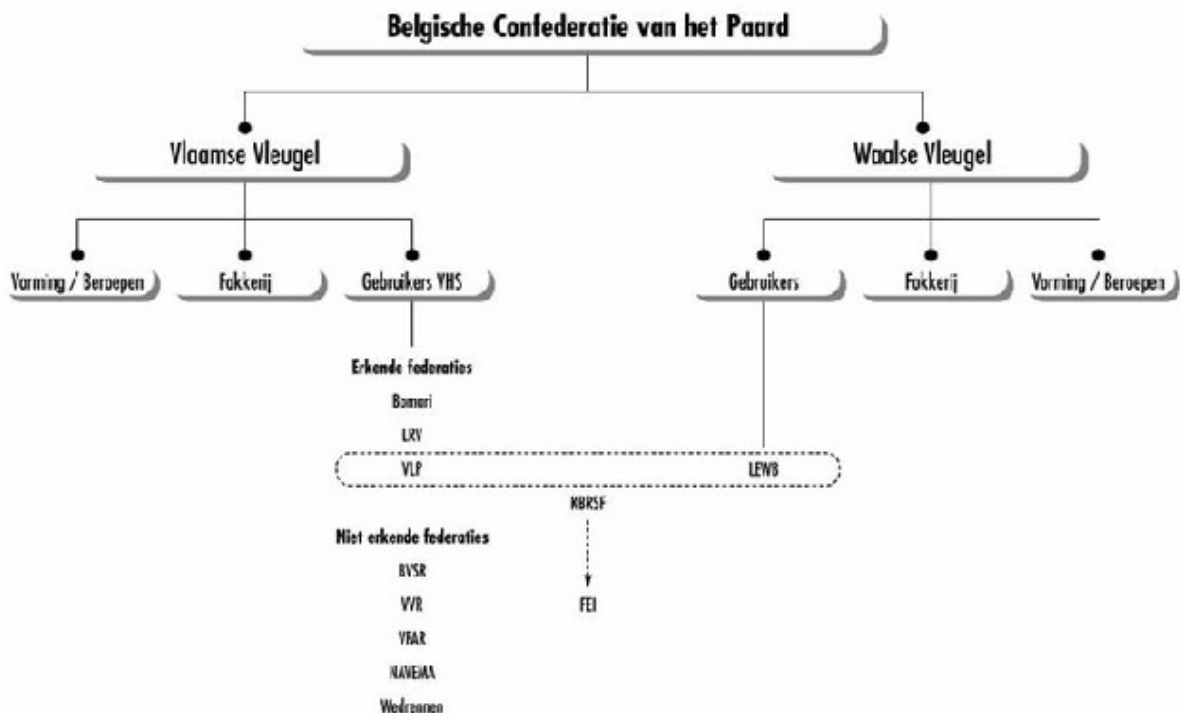 Belgische Confederatie van het Paard
Vlaamse Vleugel
Waalse Vleugel
Vorming / Beroepen
Fokkerij
Gebruikers VHS
Gebruikers
Fokkerij
Vorming / Beroepen
Erkende federaties
Bomari
LRV
VLP
LEWB
KBRSF
Niet erkende federaties
BVSR
VVR
FEI
VFAR
NAVEMA
Wedrennen